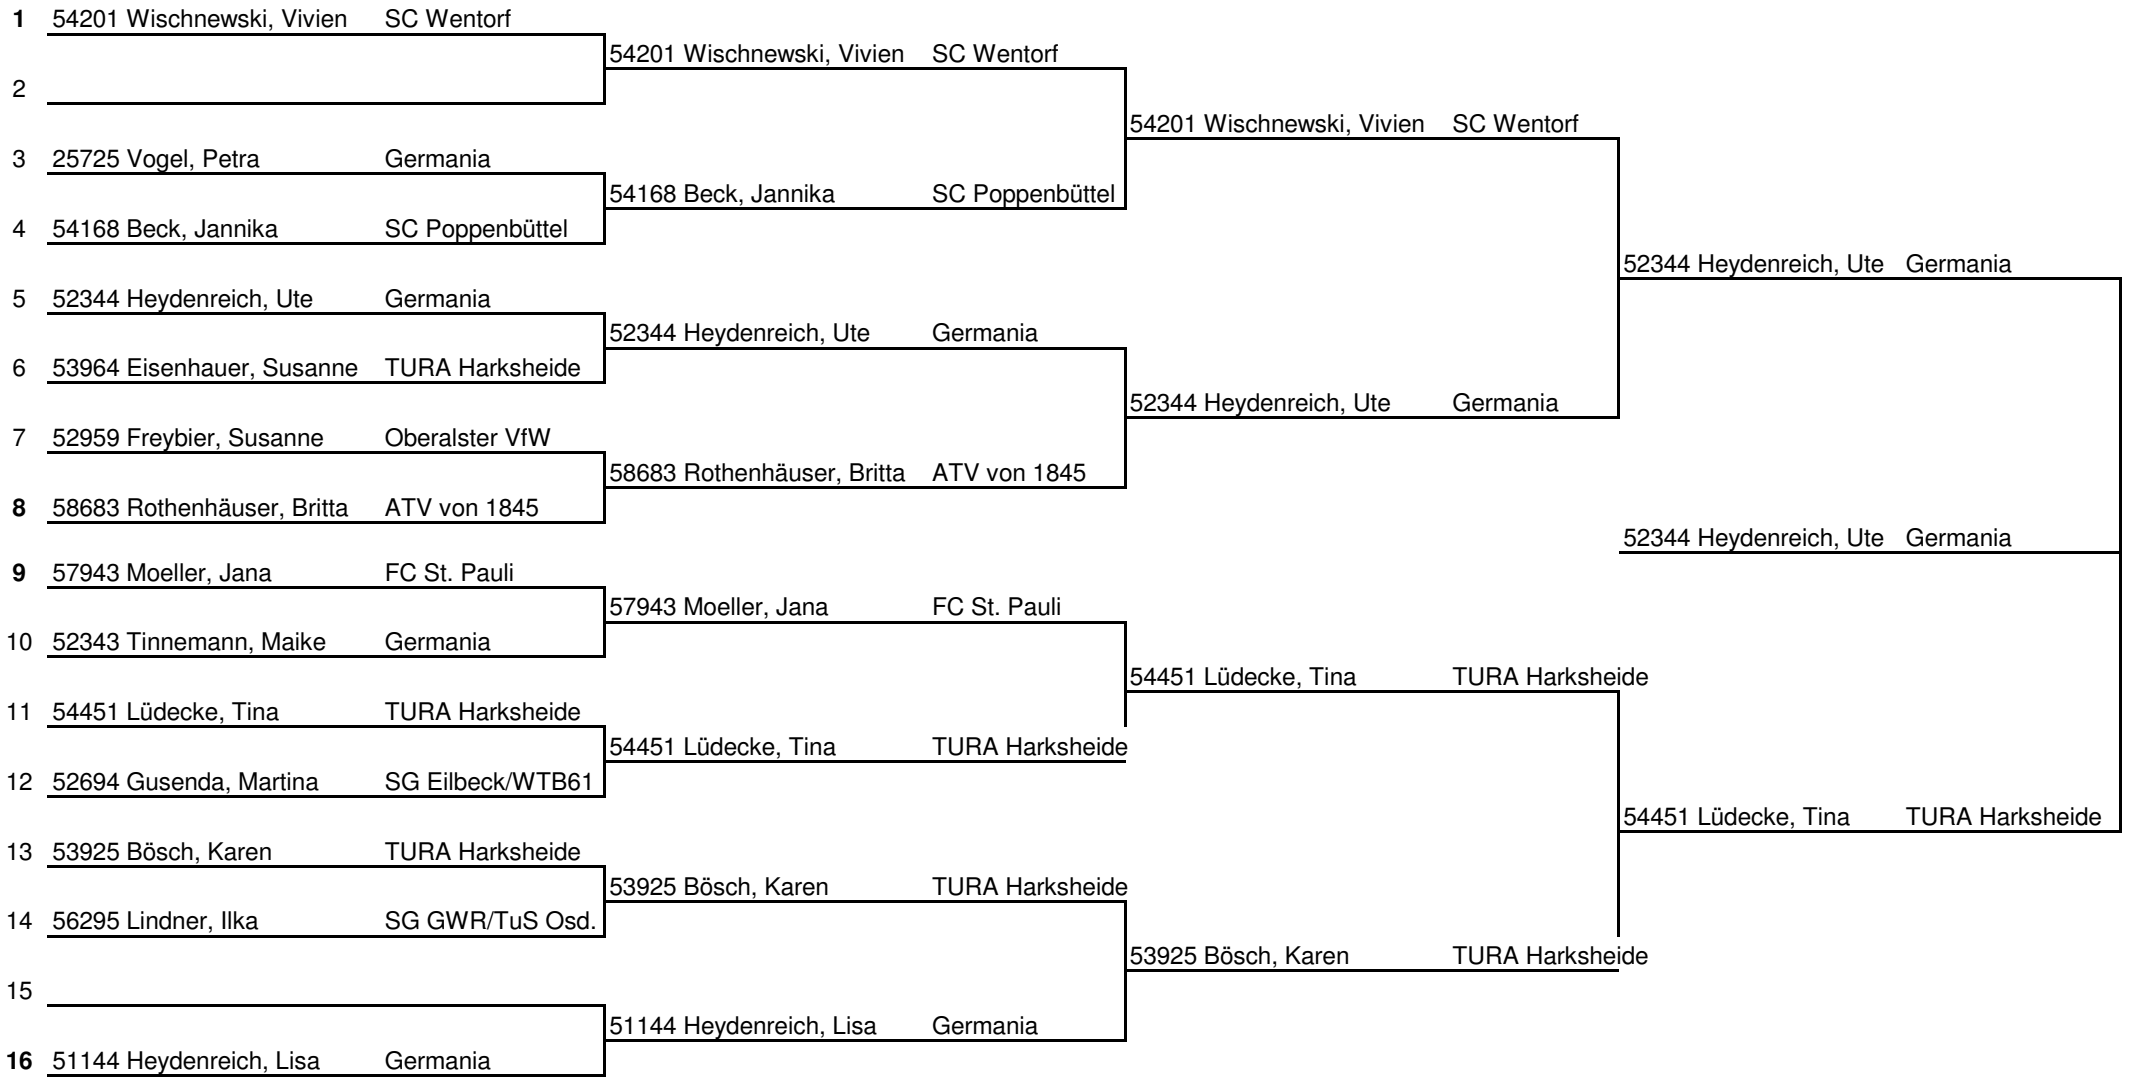 1 54201 Wischnewski, Vivien SC Wentorf
54201 Wischnewski, Vivien SC Wentorf
2
54201 Wischnewski, Vivien SC Wentorf
3 25725 Vogel, Petra Germania
54168 Beck, Jannika SC Poppenbüttel
4 54168 Beck, Jannika SC Poppenbüttel
52344 Heydenreich, Ute Germania
5 52344 Heydenreich, Ute Germania
52344 Heydenreich, Ute Germania
6 53964 Eisenhauer, Susanne TURA Harksheide
52344 Heydenreich, Ute Germania
7 52959 Freybier, Susanne Oberalster VfW
58683 Rothenhäuser, Britta ATV von 1845
8 58683 Rothenhäuser, Britta ATV von 1845
52344 Heydenreich, Ute Germania
9 57943 Moeller, Jana FC St. Pauli
57943 Moeller, Jana FC St. Pauli
10 52343 Tinnemann, Maike Germania
54451 Lüdecke, Tina TURA Harksheide
11 54451 Lüdecke, Tina TURA Harksheide
54451 Lüdecke, Tina TURA Harksheide
12 52694 Gusenda, Martina SG Eilbeck/WTB61
54451 Lüdecke, Tina TURA Harksheide
13 53925 Bösch, Karen TURA Harksheide
53925 Bösch, Karen TURA Harksheide
14 56295 Lindner, Ilka SG GWR/TuS Osd.
53925 Bösch, Karen TURA Harksheide
15
51144 Heydenreich, Lisa Germania
16 51144 Heydenreich, Lisa Germania